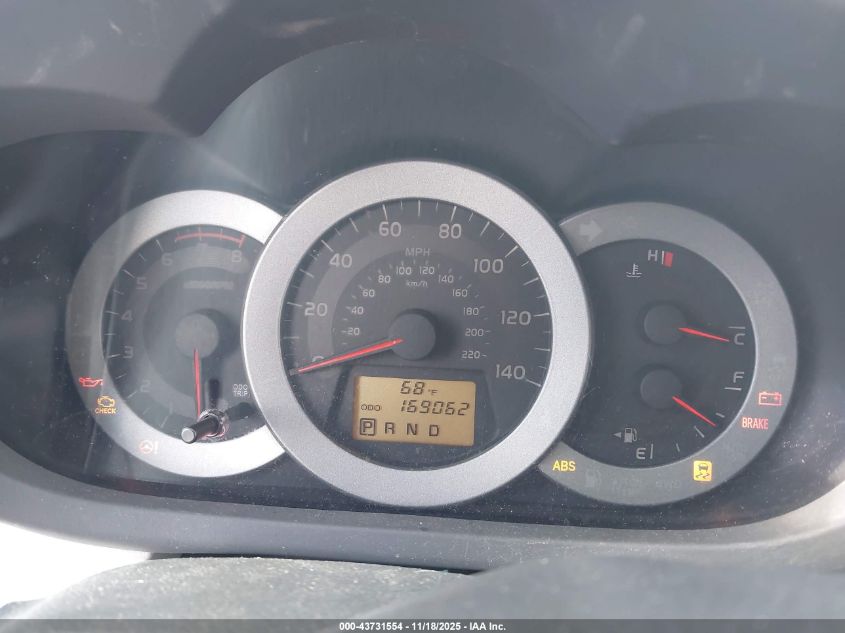 8
7
6
5
4
3
2
CHECK
ODO
TRIP
0
20
40
60
80
100
120
140
MPH
20
40
60
80
100
120
140
160
180
200
220
km/h
68°F
ODO 169062
P R N D
H
C
F
E
BRAKE
ABS
000-43731554 - 11/18/2025 - IAA Inc.